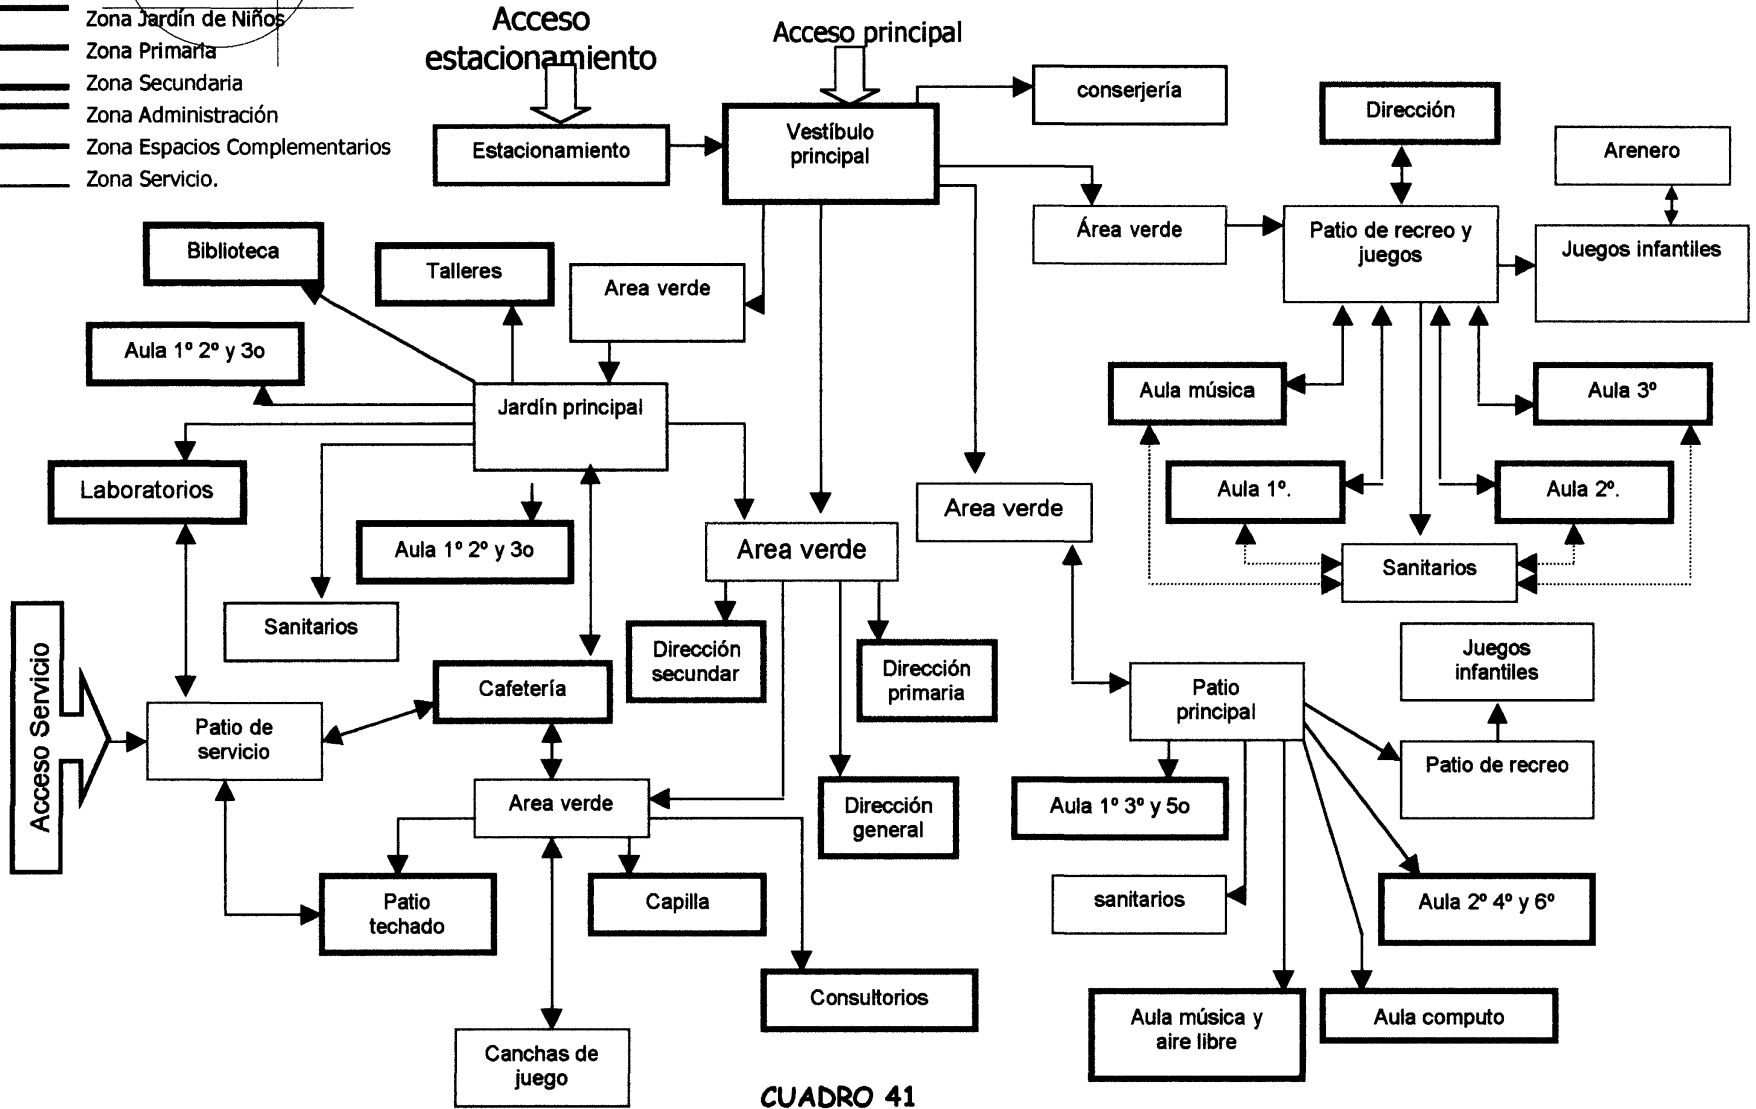 Zona Jardín de Niños
Zona Primaria
Zona Secundaria
Zona Administración
Zona Espacios Complementarios
Zona Servicio.
Acceso
estacionamiento
Acceso principal
conserjería
Estacionamiento
Vestíbulo
principal
Dirección
Arenero
Área verde
Patio de recreo y
juegos
Juegos infantiles
Biblioteca
Talleres
Area verde
Aula 1º 2º y 3o
Jardín principal
Aula música
Aula 3º
Laboratorios
Aula 1º.
Aula 2º.
Area verde
Aula 1º 2º y 3o
Area verde
Sanitarios
Sanitarios
Dirección
secundar
Dirección
primaria
Juegos
infantiles
Acceso Servicio
Cafetería
Patio de
servicio
Patio
principal
Patio de recreo
Area verde
Dirección
general
Aula 1º 3º y 5o
Patio
techado
Capilla
sanitarios
Aula 2º 4º y 6º
Consultorios
Aula música y
aire libre
Aula computo
Canchas de
juego
CUADRO 41